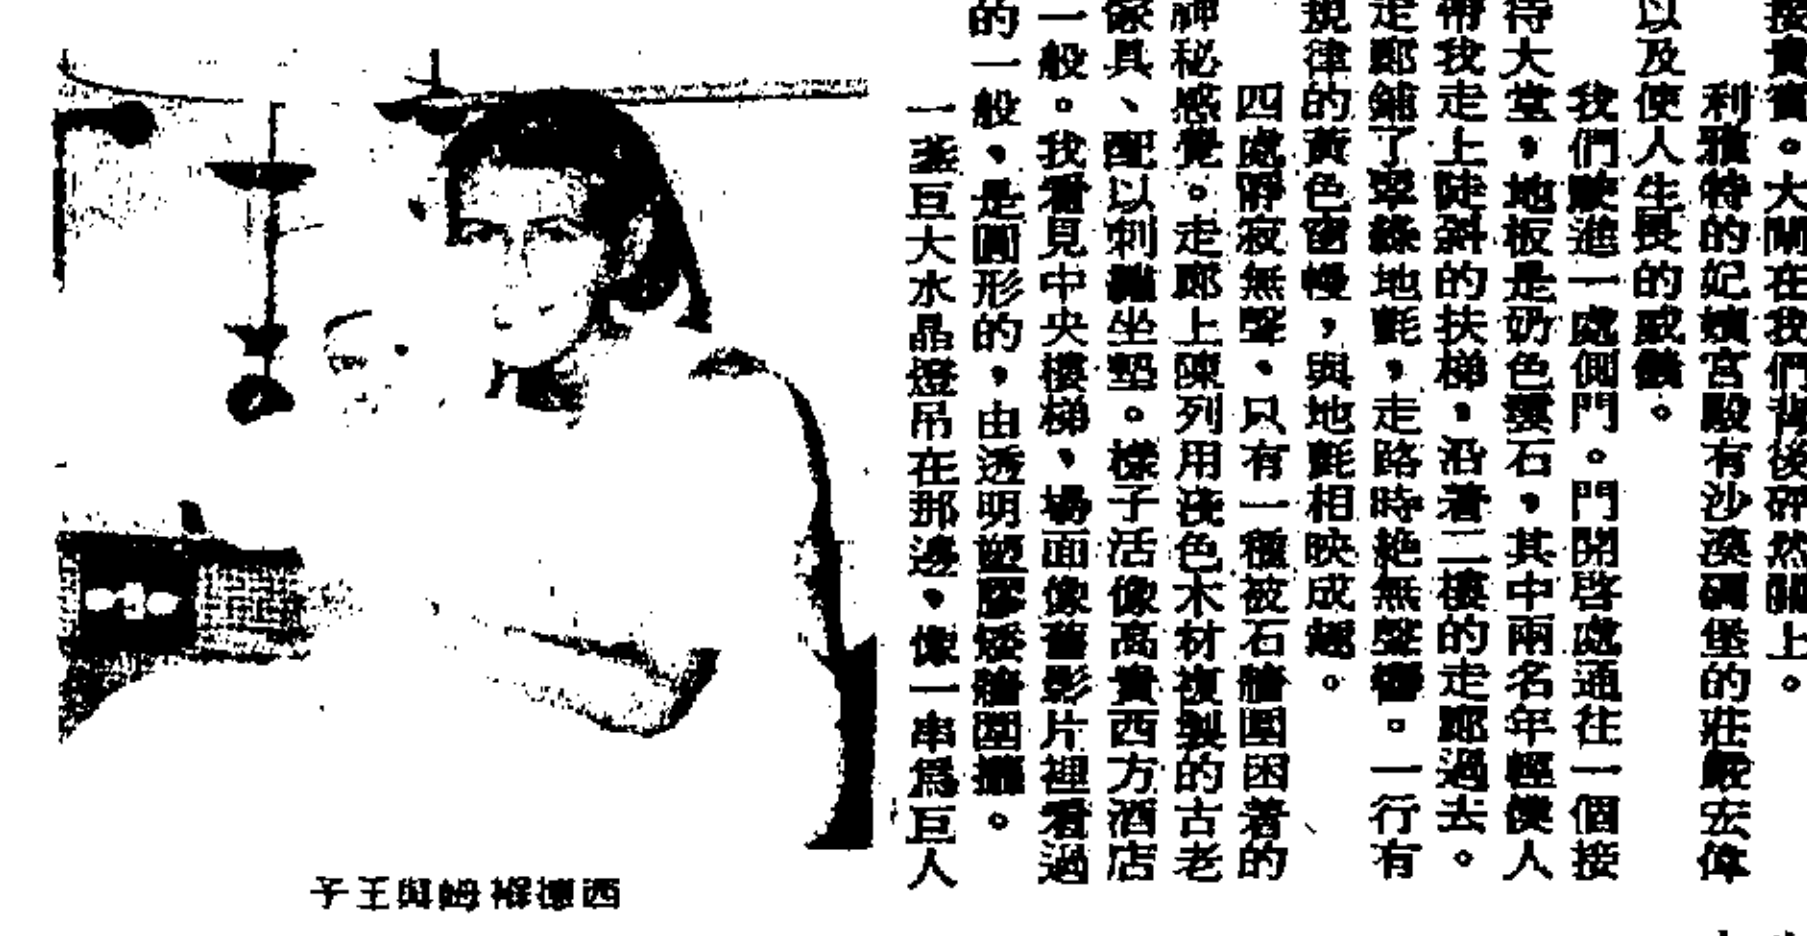 接貴賓。大閘在我們背後砰然關上。
利雅特的妃嬪宮殿有沙漠碉堡的莊嚴宏偉
以及使人生畏的威儀。
我們駛進一處側門。門開啓處通往一個接
待大堂,地板是奶色雲石,其中兩名年輕僕人
帶我走上陡斜的扶梯,沿着二樓的走廊過去。
走廊鋪了翠綠地氈,走路時絶無聲響。一行有
規律的黃色窗幔,與地氈相映成趣。
四處靜寂無聲、只有一種被石牆圍困著的
神秘感覺。走廊上陳列用淺色木材複製的古老
傢具、配以刺繡坐墊。樣子活像高貴西方酒店
一般。我看見中央樓梯、場面像舊影片裡看過
的一般,是圓形的,由透明塑膠矮牆圍攏。
一盞巨大水晶燈吊在那邊,像一串爲巨人
西德褓姆與王子